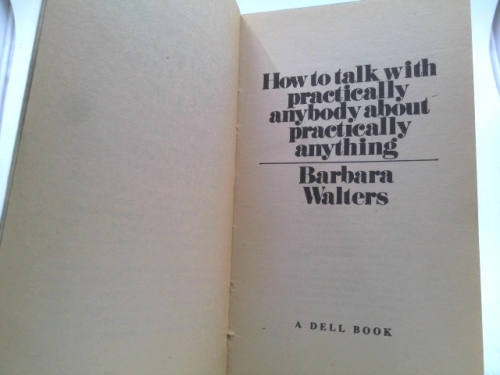 How to talk with
practically
anybody about
practically
anything
Barbara
Walters
A DELL BOOK